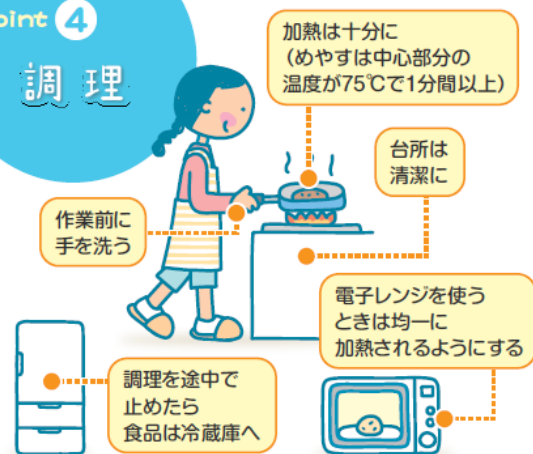 point 4
調理
加熱は十分に
（めやすは中心部分の
温度が75℃で1分間以上）
台所は
清潔に
作業前に
手を洗う
電子レンジを使う
ときは均一に
加熱されるようにする
調理を途中で
止めたら
食品は冷蔵庫へ